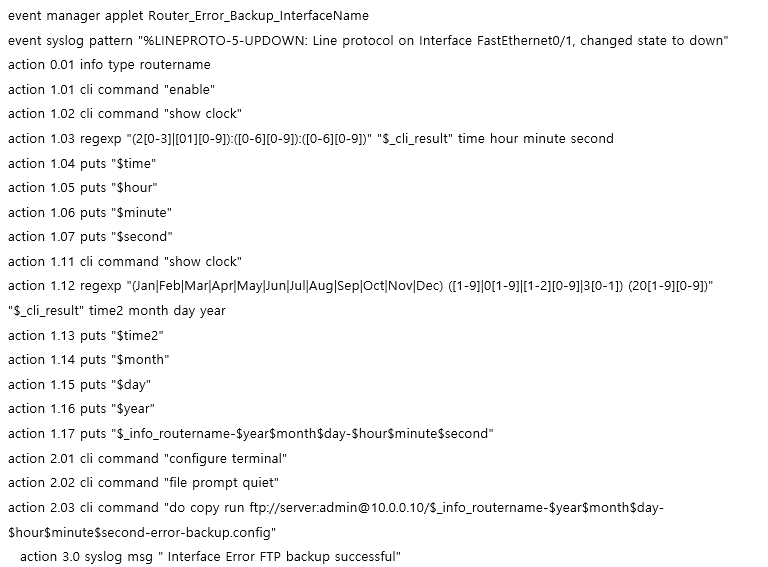 event manager applet Router_Error_Backup_InterfaceName
event syslog pattern "%LINEPROTO-5-UPDOWN: Line protocol on Interface FastEthernet0/1, changed state to down"
action 0.01 info type routername
action 1.01 cli command "enable"
action 1.02 cli command "show clock"
action 1.03 regexp "(2[0-3]|[01][0-9]):([0-6][0-9]):([0-6][0-9])" "$_cli_result" time hour minute second
action 1.04 puts "$time"
action 1.05 puts "$hour"
action 1.06 puts "$minute"
action 1.07 puts "$second"
action 1.11 cli command "show clock"
action 1.12 regexp "(Jan|Feb|Mar|Apr|May|Jun|Jul|Aug|Sep|Oct|Nov|Dec) ([1-9]|0[1-9]|[1-2][0-9]|3[0-1]) (20[1-9][0-9])"
"$_cli_result" time2 month day year
action 1.13 puts "$time2"
action 1.14 puts "$month"
action 1.15 puts "$day"
action 1.16 puts "$year"
action 1.17 puts "$_info_routername-$year$month$day-$hour$minute$second"
action 2.01 cli command "configure terminal"
action 2.02 cli command "file prompt quiet"
action 2.03 cli command "do copy run ftp://server:admin@10.0.0.10/$_info_routername-$year$month$day-
$hour$minute$second-error-backup.config"
action 3.0 syslog msg " Interface Error FTP backup successful"